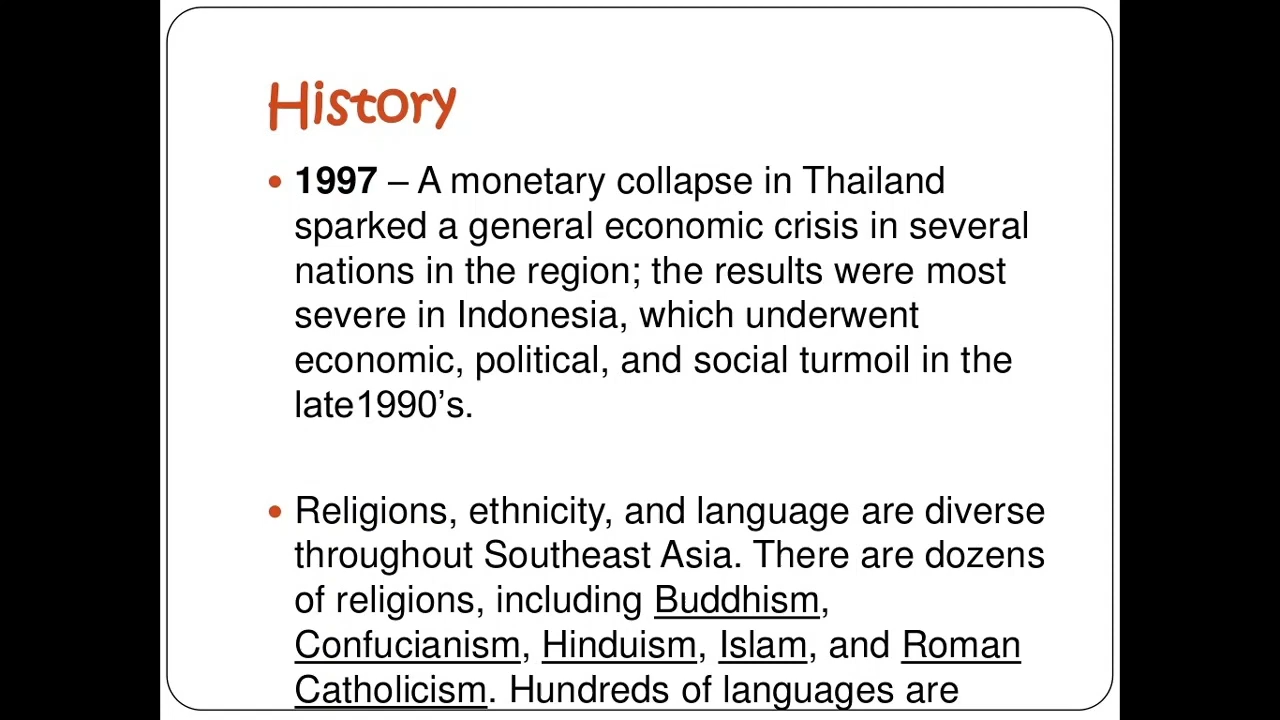 History
• 1997 – A monetary collapse in Thailand
sparked a general economic crisis in several
nations in the region; the results were most
severe in Indonesia, which underwent
economic, political, and social turmoil in the
late1990’s.
• Religions, ethnicity, and language are diverse
throughout Southeast Asia. There are dozens
of religions, including Buddhism,
Confucianism, Hinduism, Islam, and Roman
Catholicism. Hundreds of languages are